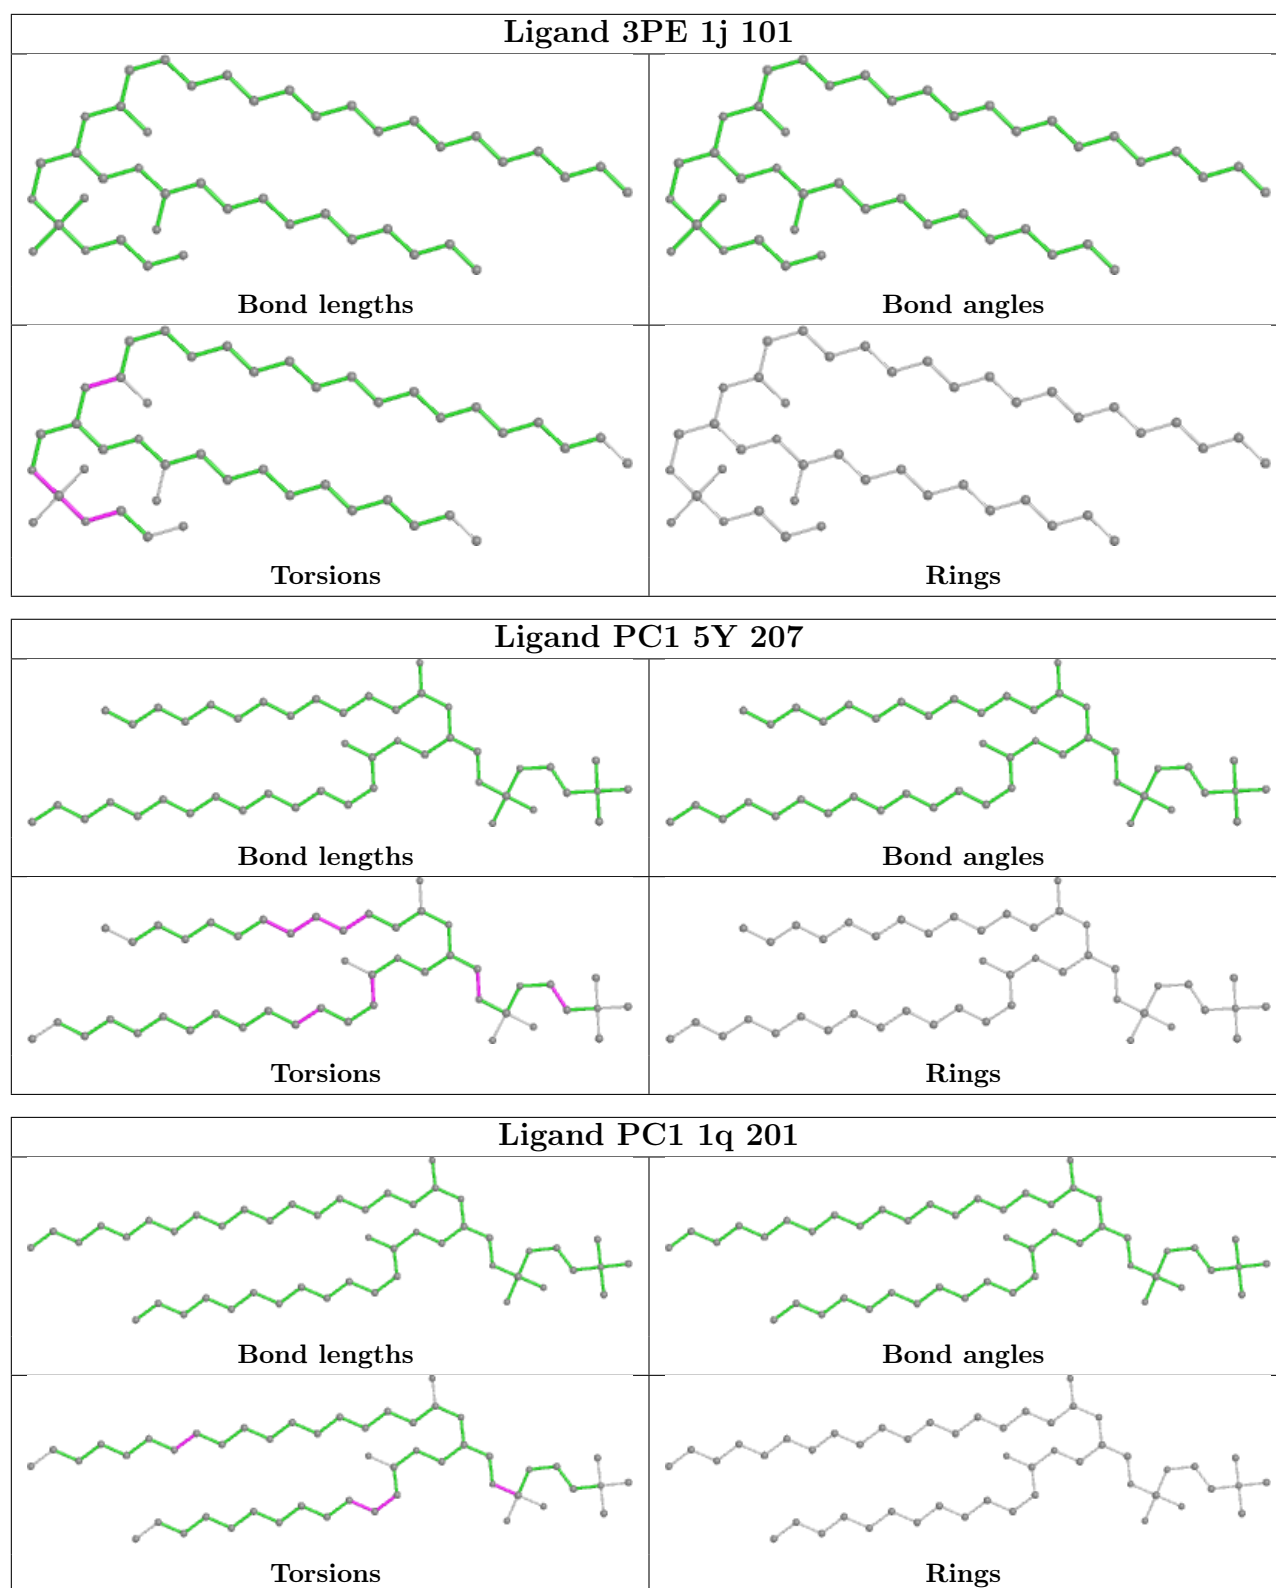 Ligand 3PE 1j 101
Bond lengths
Bond angles
Torsions
Rings
Ligand PC1 5Y 207
Bond lengths
Bond angles
Torsions
Rings
Ligand PC1 1q 201
Bond lengths
Bond angles
Torsions
Rings